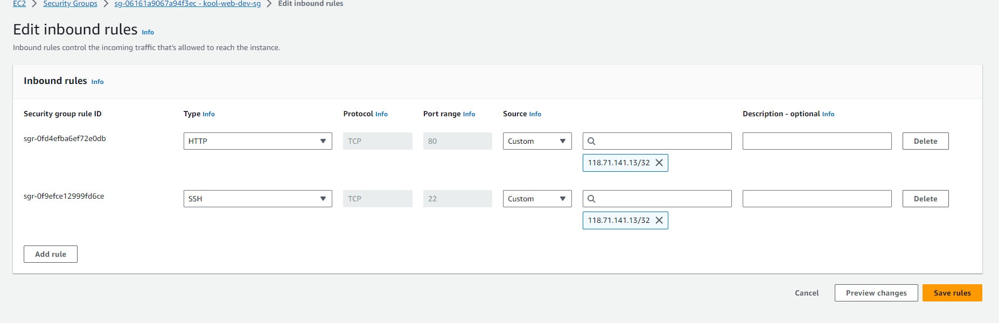 EC2 > Security Groups > sg-06161a9067a94f3ec - kool-web-dev-sg > Edit inbound rules
Edit inbound rules Info
Inbound rules control the incoming traffic that's allowed to reach the instance.
Inbound rules Info
Security group rule ID Type Info Protocol Info Port range Info Source Info Description - optional Info
sgr-0fd4efba6ef72e0db HTTP TCP 80 Custom Delete
118.71.141.13/32
sgr-0f9efce12999fd6ce SSH TCP 22 Custom Delete
118.71.141.13/32
Add rule
Cancel Preview changes Save rules